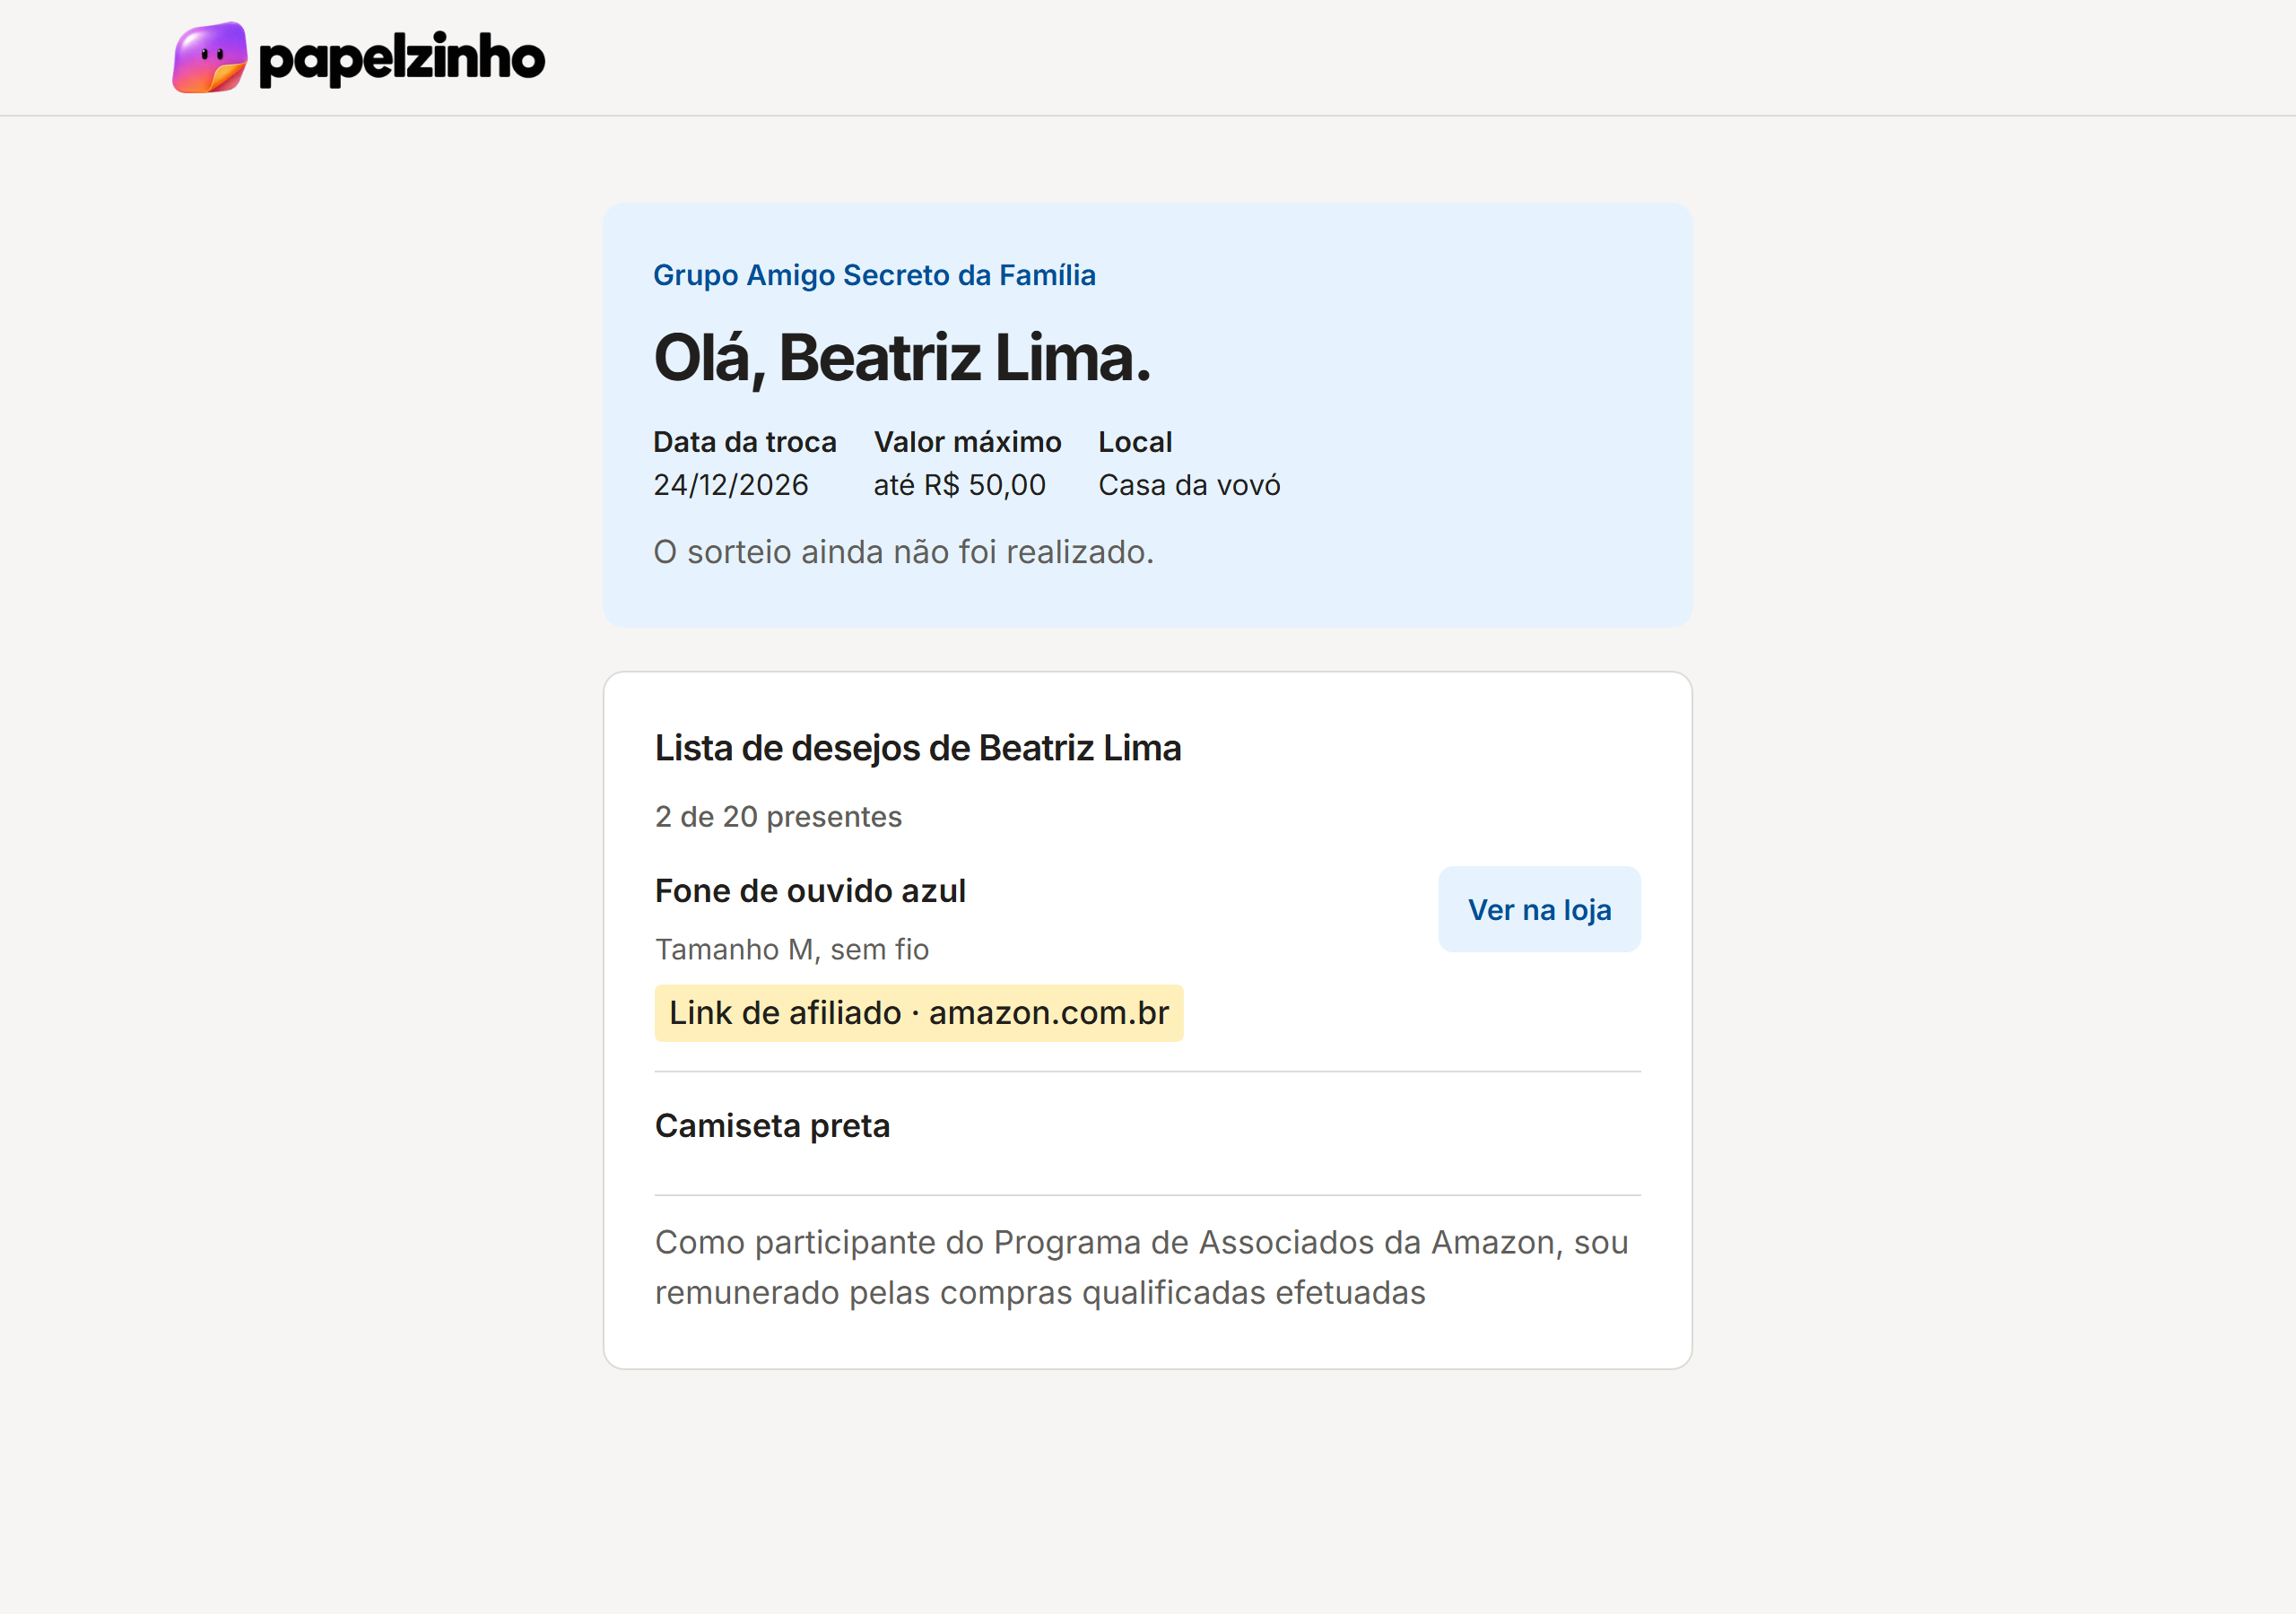 papelzinho
Grupo Amigo Secreto da Família
Olá, Beatriz Lima.
Data da troca Valor máximo Local
24/12/2026 até R$ 50,00 Casa da vovó
O sorteio ainda não foi realizado.
Lista de desejos de Beatriz Lima
2 de 20 presentes
Fone de ouvido azul
Ver na loja
Tamanho M, sem fio
Link de afiliado · amazon.com.br
Camiseta preta
Como participante do Programa de Associados da Amazon, sou
remunerado pelas compras qualificadas efetuadas